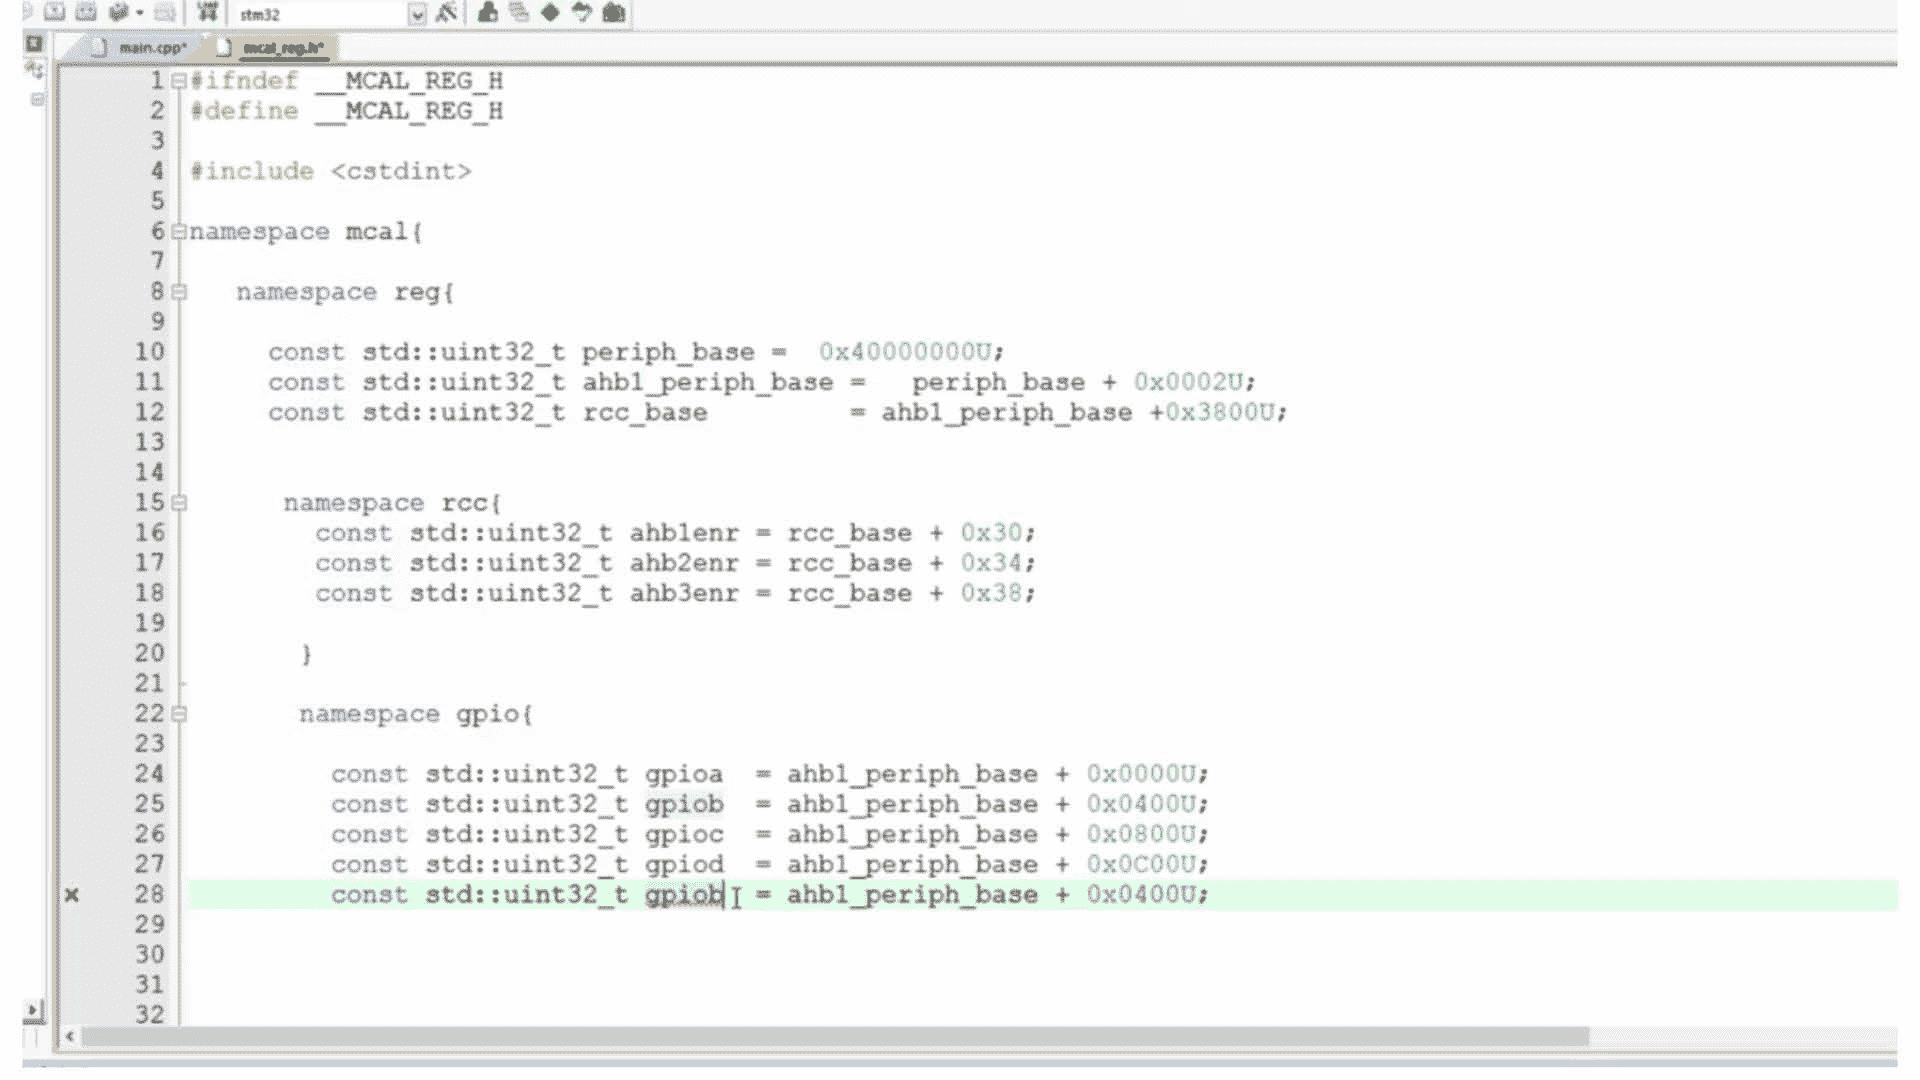 stm32
main.cpp*
mcal_reg.h*
1 #ifndef __MCAL_REG_H
2 #define __MCAL_REG_H
3
4 #include <cstdint>
5
6 namespace mcal{
7
8 namespace reg{
9
10 const std::uint32_t periph_base = 0x40000000U;
11 const std::uint32_t ahb1_periph_base = periph_base + 0x0002U;
12 const std::uint32_t rcc_base = ahb1_periph_base +0x3800U;
13
14
15 namespace rcc{
16 const std::uint32_t ahb1enr = rcc_base + 0x30;
17 const std::uint32_t ahb2enr = rcc_base + 0x34;
18 const std::uint32_t ahb3enr = rcc_base + 0x38;
19
20 }
21
22 namespace gpio{
23
24 const std::uint32_t gpioa = ahb1_periph_base + 0x0000U;
25 const std::uint32_t gpiob = ahb1_periph_base + 0x0400U;
26 const std::uint32_t gpioc = ahb1_periph_base + 0x0800U;
27 const std::uint32_t gpiod = ahb1_periph_base + 0x0C00U;
28 const std::uint32_t gpiob = ahb1_periph_base + 0x0400U;
29
30
31
32